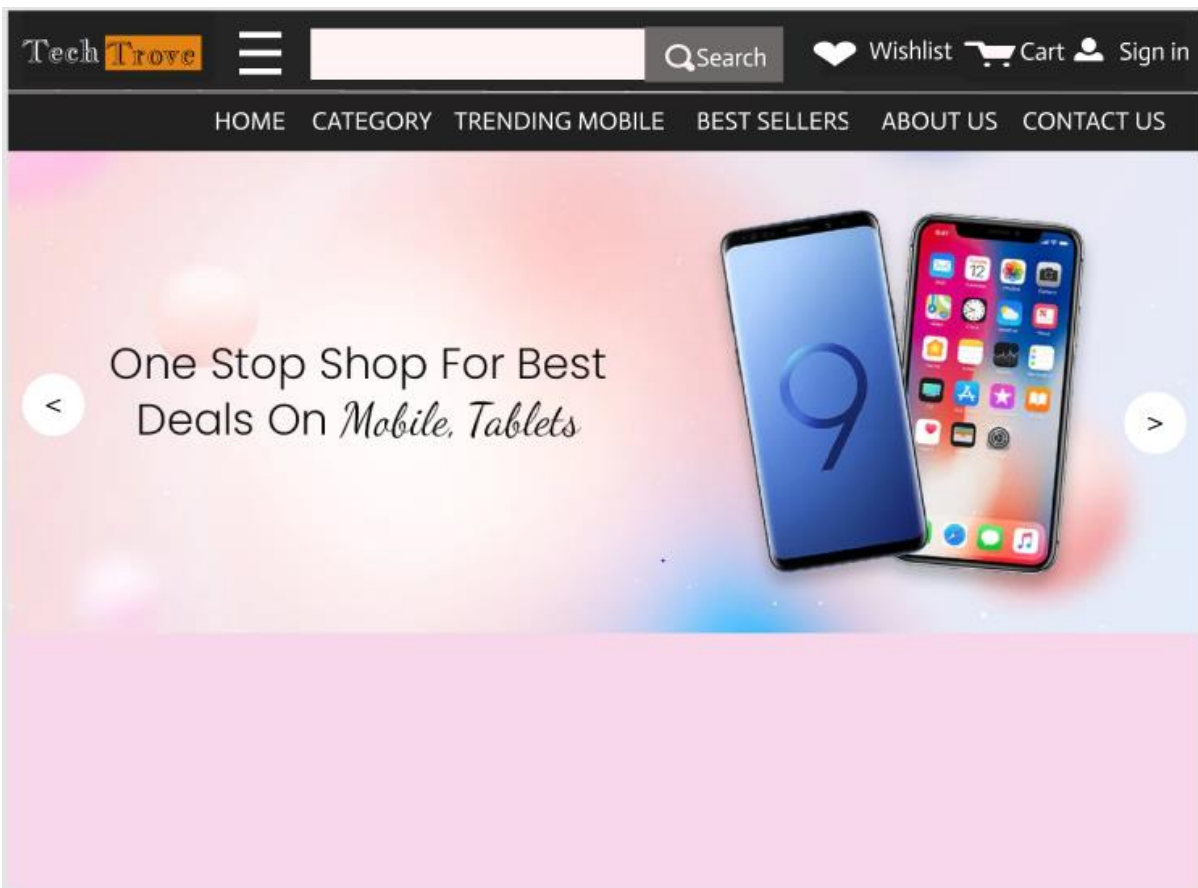 Tech Trove
Search
Wishlist
Cart
Sign in
HOME CATEGORY TRENDING MOBILE BEST SELLERS ABOUT US CONTACT US
One Stop Shop For Best
Deals On Mobile, Tablets
<
>
9
12